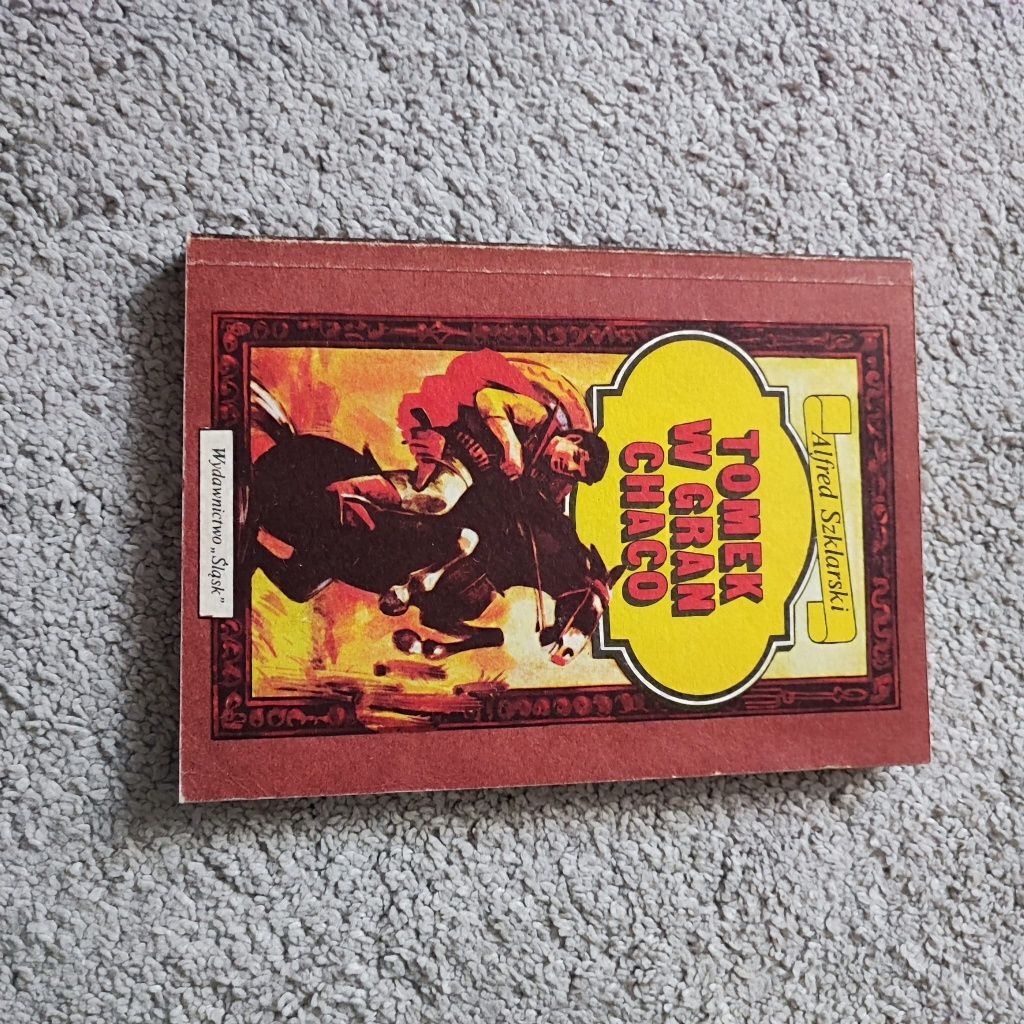 Alfred Szklarski
TOMEK
W GRAN
CHACO
Wydawnictwo „Śląsk”